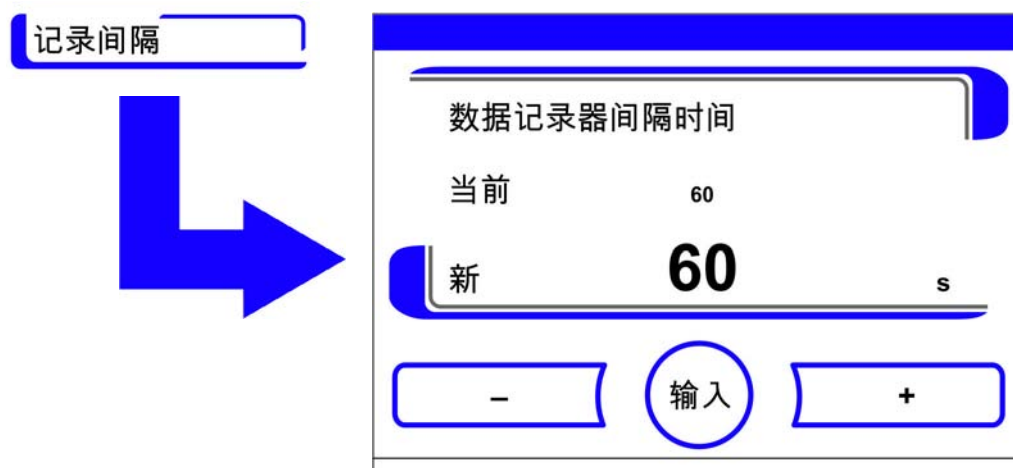 记录间隔
数据记录器间隔时间
当前 60
新 60 s
– 输入 +